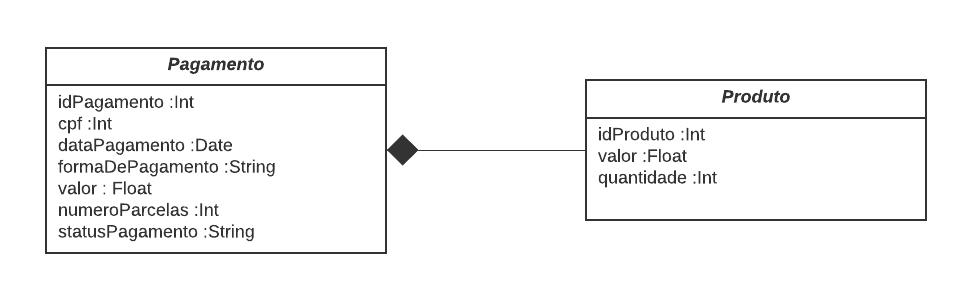 Pagamento
idPagamento :Int
cpf :Int
dataPagamento :Date
formaDePagamento :String
valor : Float
numeroParcelas :Int
statusPagamento :String
Produto
idProduto :Int
valor :Float
quantidade :Int